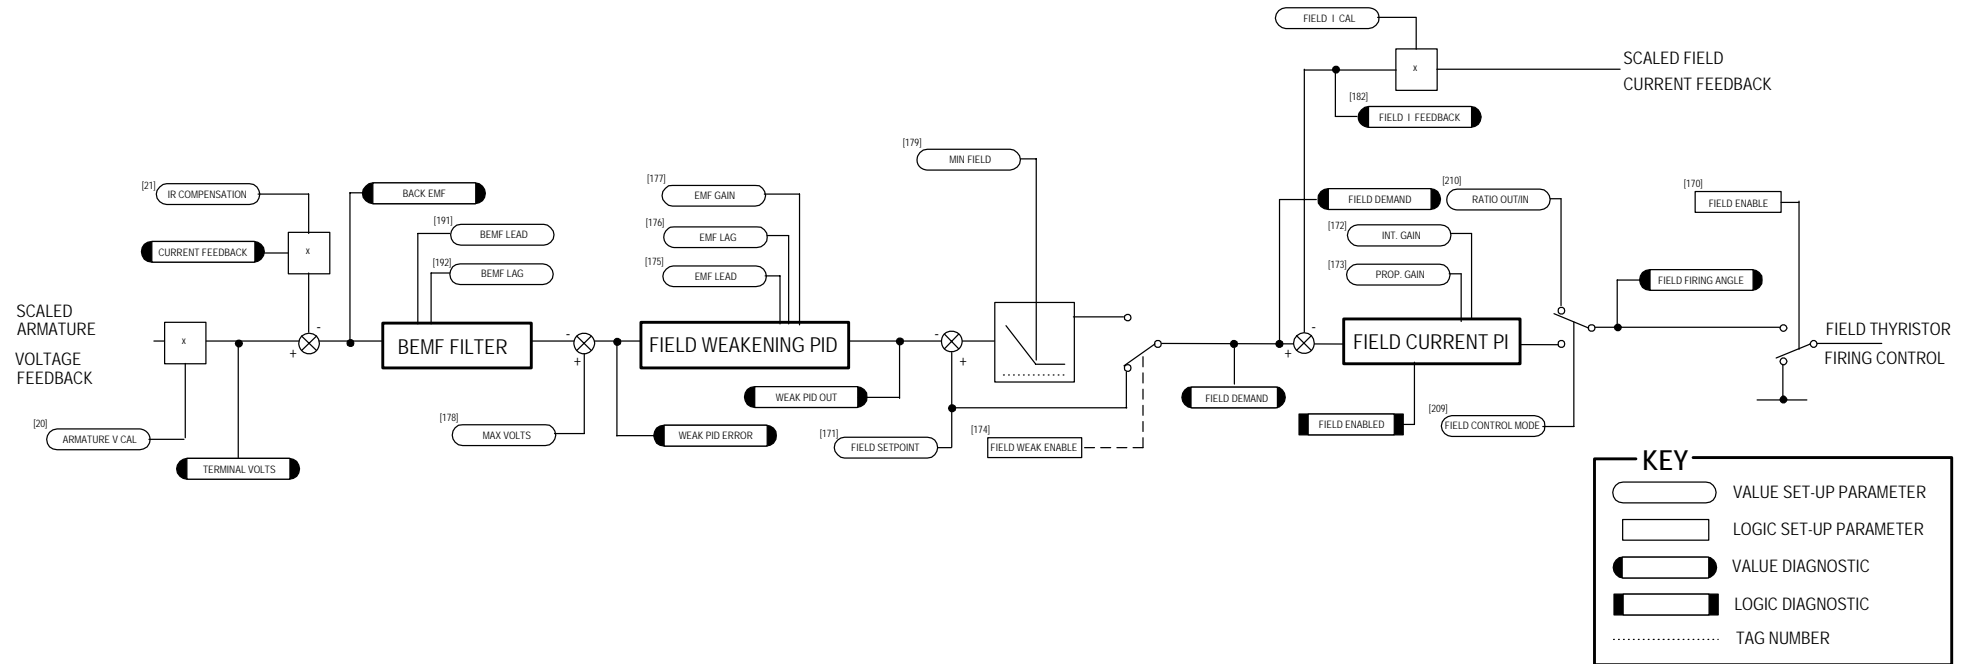 FIELD I CAL
x
SCALED FIELD
CURRENT FEEDBACK
[182]
FIELD I FEEDBACK
[179]
MIN FIELD
[21]
IR COMPENSATION
BACK EMF
[177]
EMF GAIN
FIELD DEMAND
[210]
RATIO OUT/IN
[170]
FIELD ENABLE
[191]
BEMF LEAD
[176]
EMF LAG
[172]
INT. GAIN
CURRENT FEEDBACK
x
[192]
BEMF LAG
[175]
EMF LEAD
[173]
PROP. GAIN
FIELD FIRING ANGLE
SCALED
ARMATURE
VOLTAGE
FEEDBACK
x
-
+
BEMF FILTER
-
+
FIELD WEAKENING PID
-
+
-
+
FIELD CURRENT PI
FIELD THYRISTOR
FIRING CONTROL
WEAK PID OUT
FIELD DEMAND
[20]
ARMATURE V CAL
[178]
MAX VOLTS
WEAK PID ERROR
[171]
FIELD SETPOINT
[174]
FIELD WEAK ENABLE
FIELD ENABLED
[209]
FIELD CONTROL MODE
TERMINAL VOLTS
KEY
VALUE SET-UP PARAMETER
LOGIC SET-UP PARAMETER
VALUE DIAGNOSTIC
LOGIC DIAGNOSTIC
TAG NUMBER